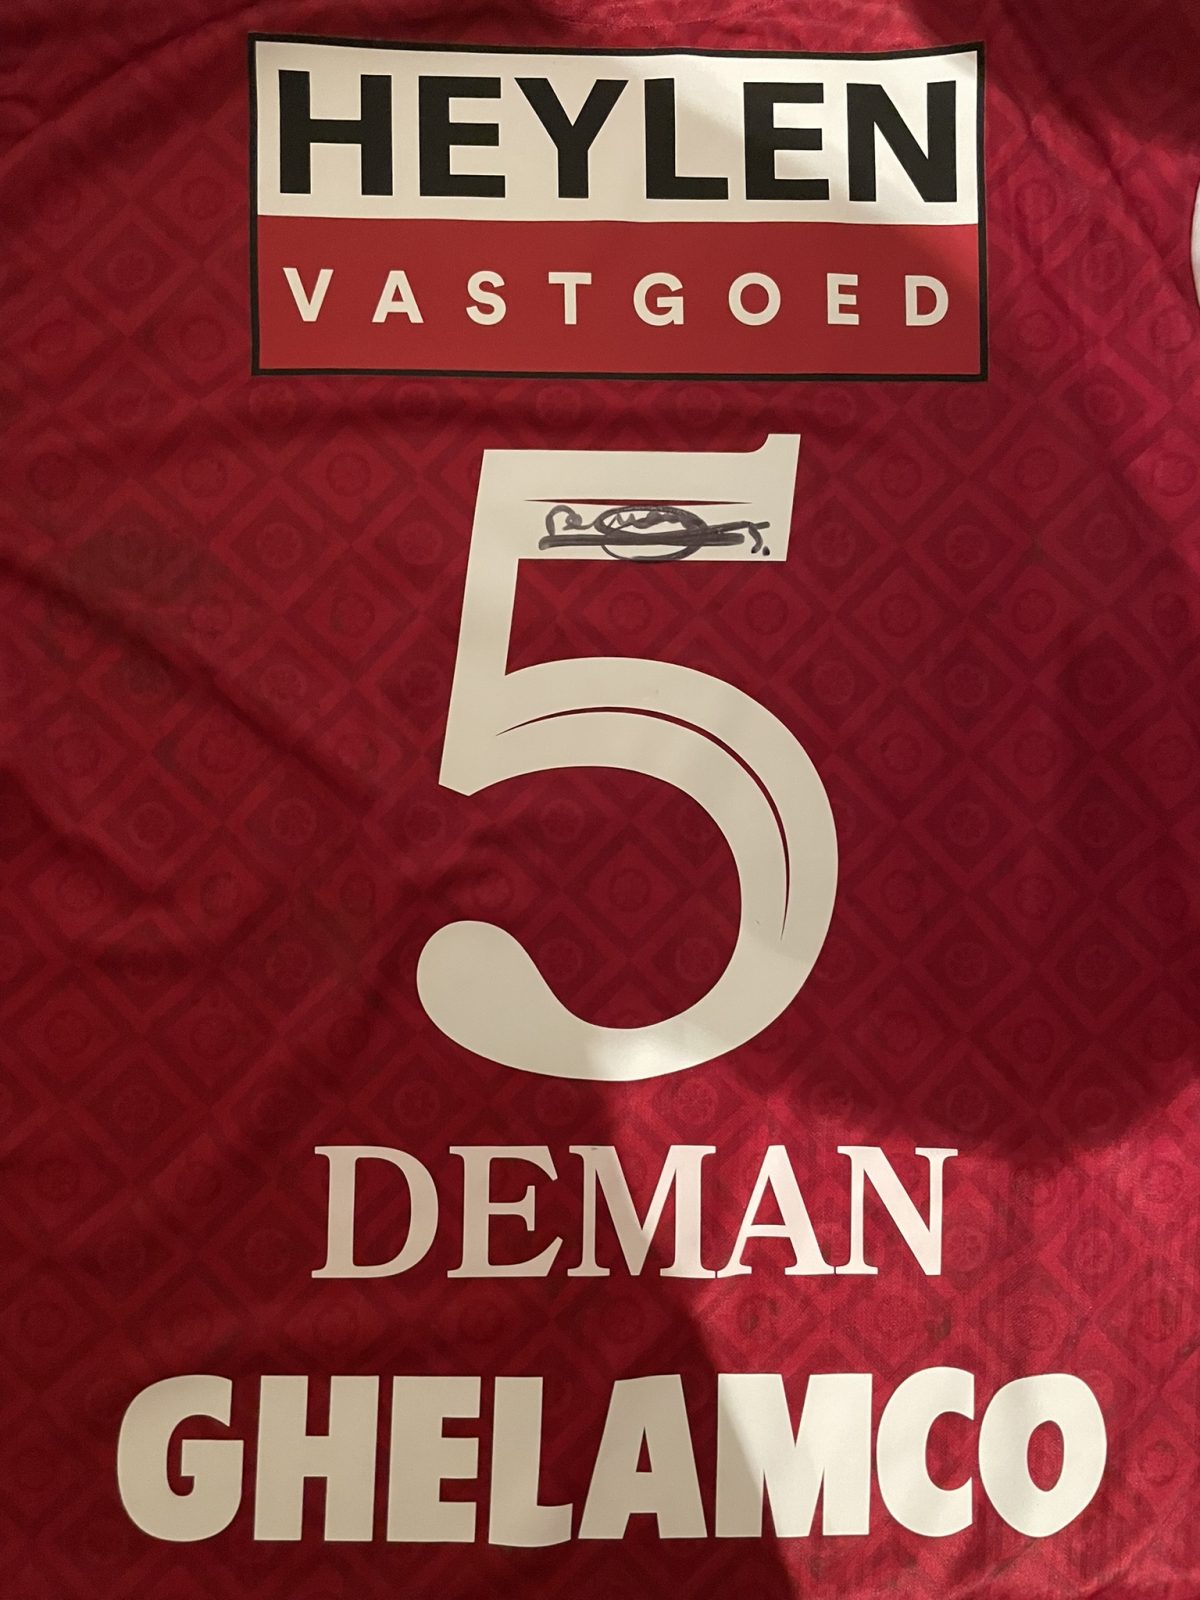 HEYLEN
VASTGOED
5
DEMAN
GHELAMCO